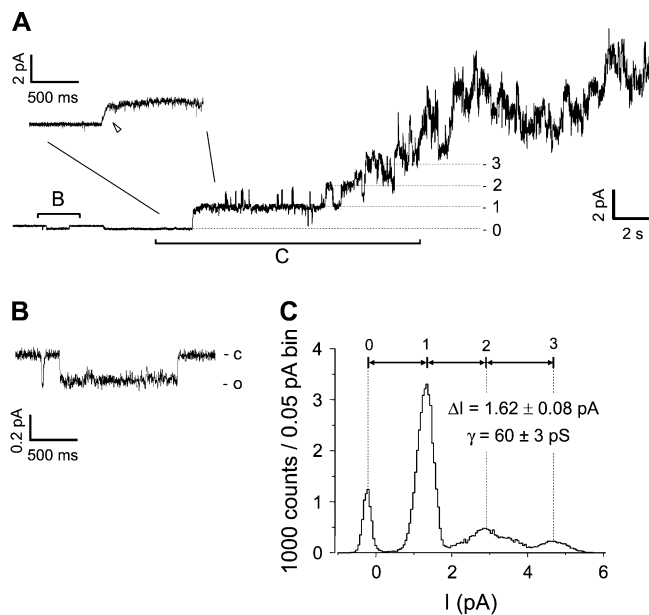 A
2 pA
500 ms
B
- 3
- 2
- 1
- 0
C
2 pA
2 s
B
- c
- o
0.2 pA
500 ms
C
0 1 2 3
4
3
2
1
0
1000 counts / 0.05 pA bin
ΔI = 1.62 ± 0.08 pA
γ = 60 ± 3 pS
0 2 4 6
I (pA)